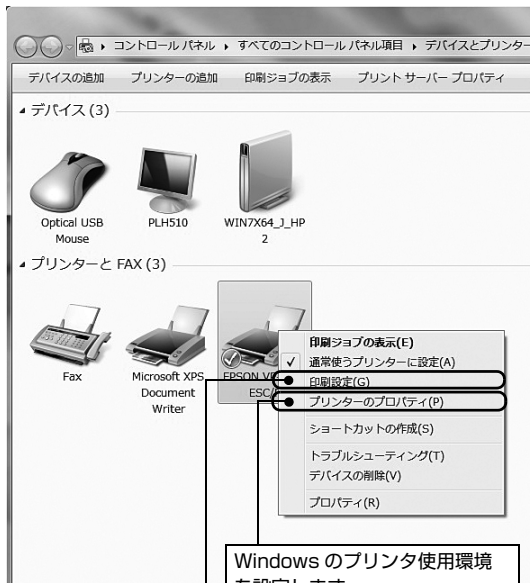 コントロール パネル ▸ すべてのコントロール パネル項目 ▸ デバイスとプリンター
デバイスの追加 プリンターの追加 印刷ジョブの表示 プリント サーバー プロパティ
デバイス (3)
Optical USB
Mouse
PLH510
WIN7X64_J_HP
2
プリンターと FAX (3)
Fax
Microsoft XPS
Document
Writer
EPSON
ESC/
印刷ジョブの表示(E)
✓ 通常使うプリンターに設定(A)
印刷設定(G)
プリンターのプロパティ(P)
ショートカットの作成(S)
トラブルシューティング(T)
デバイスの削除(V)
プロパティ(R)
Windows のプリンタ使用環境
を設定します